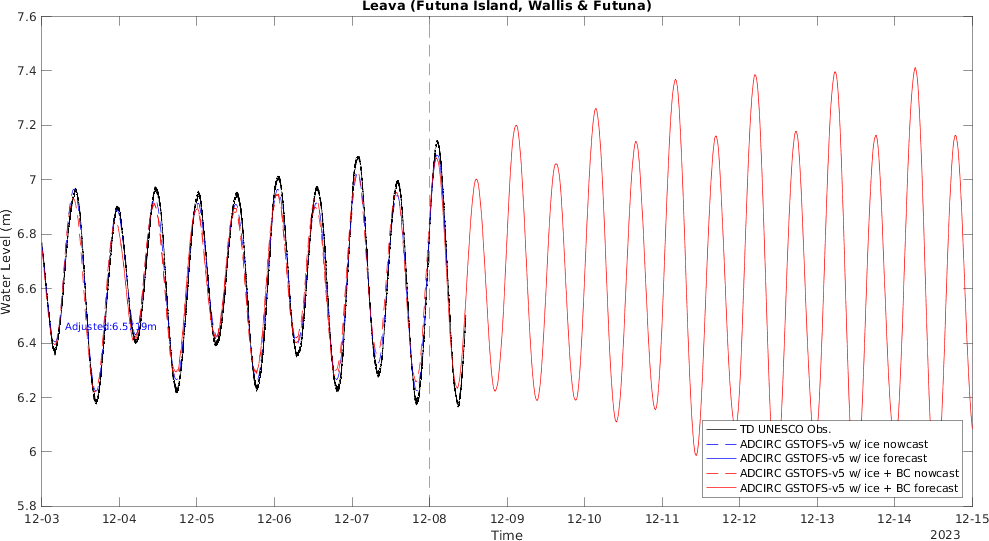 Leava (Futuna Island, Wallis & Futuna)
7.6
7.4
7.2
7
6.8
6.6
6.4
6.2
6
5.8
Water Level (m)
Adjusted:6.5719m
TD UNESCO Obs.
ADCIRC GSTOFS-v5 w/ ice nowcast
ADCIRC GSTOFS-v5 w/ ice forecast
ADCIRC GSTOFS-v5 w/ ice + BC nowcast
ADCIRC GSTOFS-v5 w/ ice + BC forecast
12-03 12-04 12-05 12-06 12-07 12-08 12-09 12-10 12-11 12-12 12-13 12-14 12-15
Time
2023